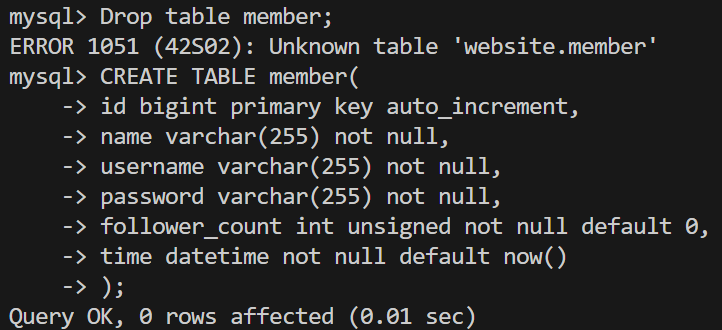 mysql> Drop table member;
ERROR 1051 (42S02): Unknown table 'website.member'
mysql> CREATE TABLE member(
    -> id bigint primary key auto_increment,
    -> name varchar(255) not null,
    -> username varchar(255) not null,
    -> password varchar(255) not null,
    -> follower_count int unsigned not null default 0,
    -> time datetime not null default now()
    -> );
Query OK, 0 rows affected (0.01 sec)